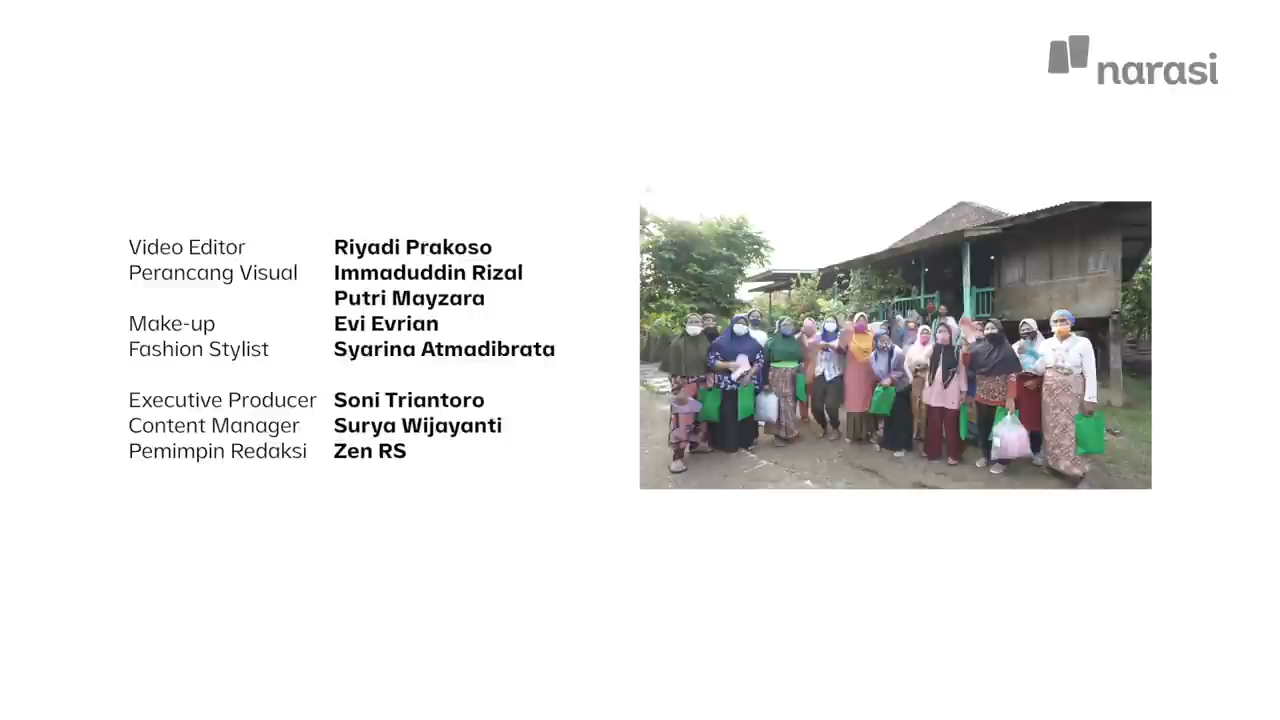 narasi
Video Editor Riyadi Prakoso
Perancang Visual Immaduddin Rizal
Putri Mayzara
Make-up Evi Evrian
Fashion Stylist Syarina Atmadibrata
Executive Producer Soni Triantoro
Content Manager Surya Wijayanti
Pemimpin Redaksi Zen RS